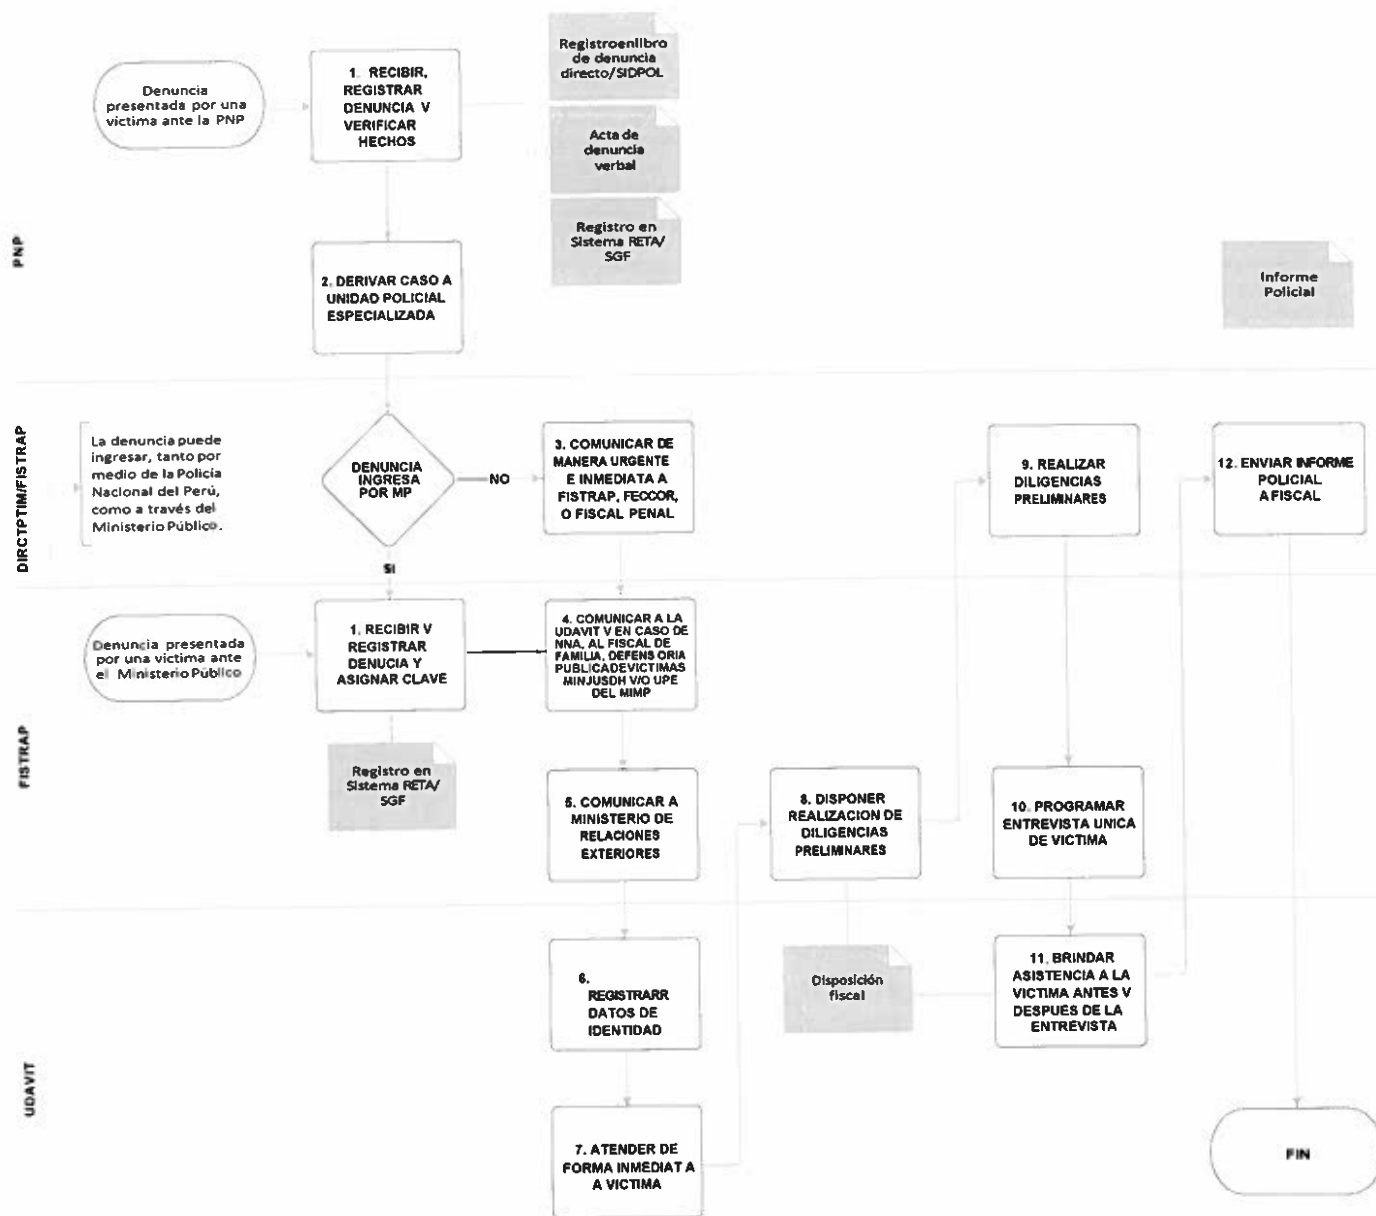 PNP
Denuncia
presentada por una
víctima ante la PNP
1. RECIBIR,
REGISTRAR
DENUNCIA V
VERIFICAR
HECHOS
Registroenlibro
de denuncia
directo/SIDPOL
Acta de
denuncia
verbal
Registro en
Sistema RETA/
SGF
2. DERIVAR CASO A
UNIDAD POLICIAL
ESPECIALIZADA
Informe
Policial
DIRCTPTIM/FISTRAP
La denuncia puede
ingresar, tanto por
medio de la Policía
Nacional del Perú,
como a través del
Ministerio Público.
DENUNCIA
INGRESA
POR MP
NO
SI
3. COMUNICAR DE
MANERA URGENTE
E INMEDIATA A
FISTRAP, FECCOR,
O FISCAL PENAL
9. REALIZAR
DILIGENCIAS
PRELIMINARES
12. ENVIAR INFORME
POLICIAL
A FISCAL
FISTRAP
Denuncia presentada
por una víctima ante
el Ministerio Público
1. RECIBIR V
REGISTRAR
DENUCIA Y
ASIGNAR CLAVE
Registro en
Sistema RETA/
SGF
4. COMUNICAR A LA
UDAVIT V EN CASO DE
NNA, AL FISCAL DE
FAMILIA, DEFENSORIA
PUBLICADEVICTIMAS
MINJUSDH V/O UPE
DEL MIMP
5. COMUNICAR A
MINISTERIO DE
RELACIONES
EXTERIORES
8. DISPONER
REALIZACION DE
DILIGENCIAS
PRELIMINARES
10. PROGRAMAR
ENTREVISTA UNICA
DE VICTIMA
UDAVIT
6.
REGISTRARR
DATOS DE
IDENTIDAD
7. ATENDER DE
FORMA INMEDIAT A
A VICTIMA
Disposición
fiscal
11. BRINDAR
ASISTENCIA A LA
VICTIMA ANTES V
DESPUES DE LA
ENTREVISTA
FIN